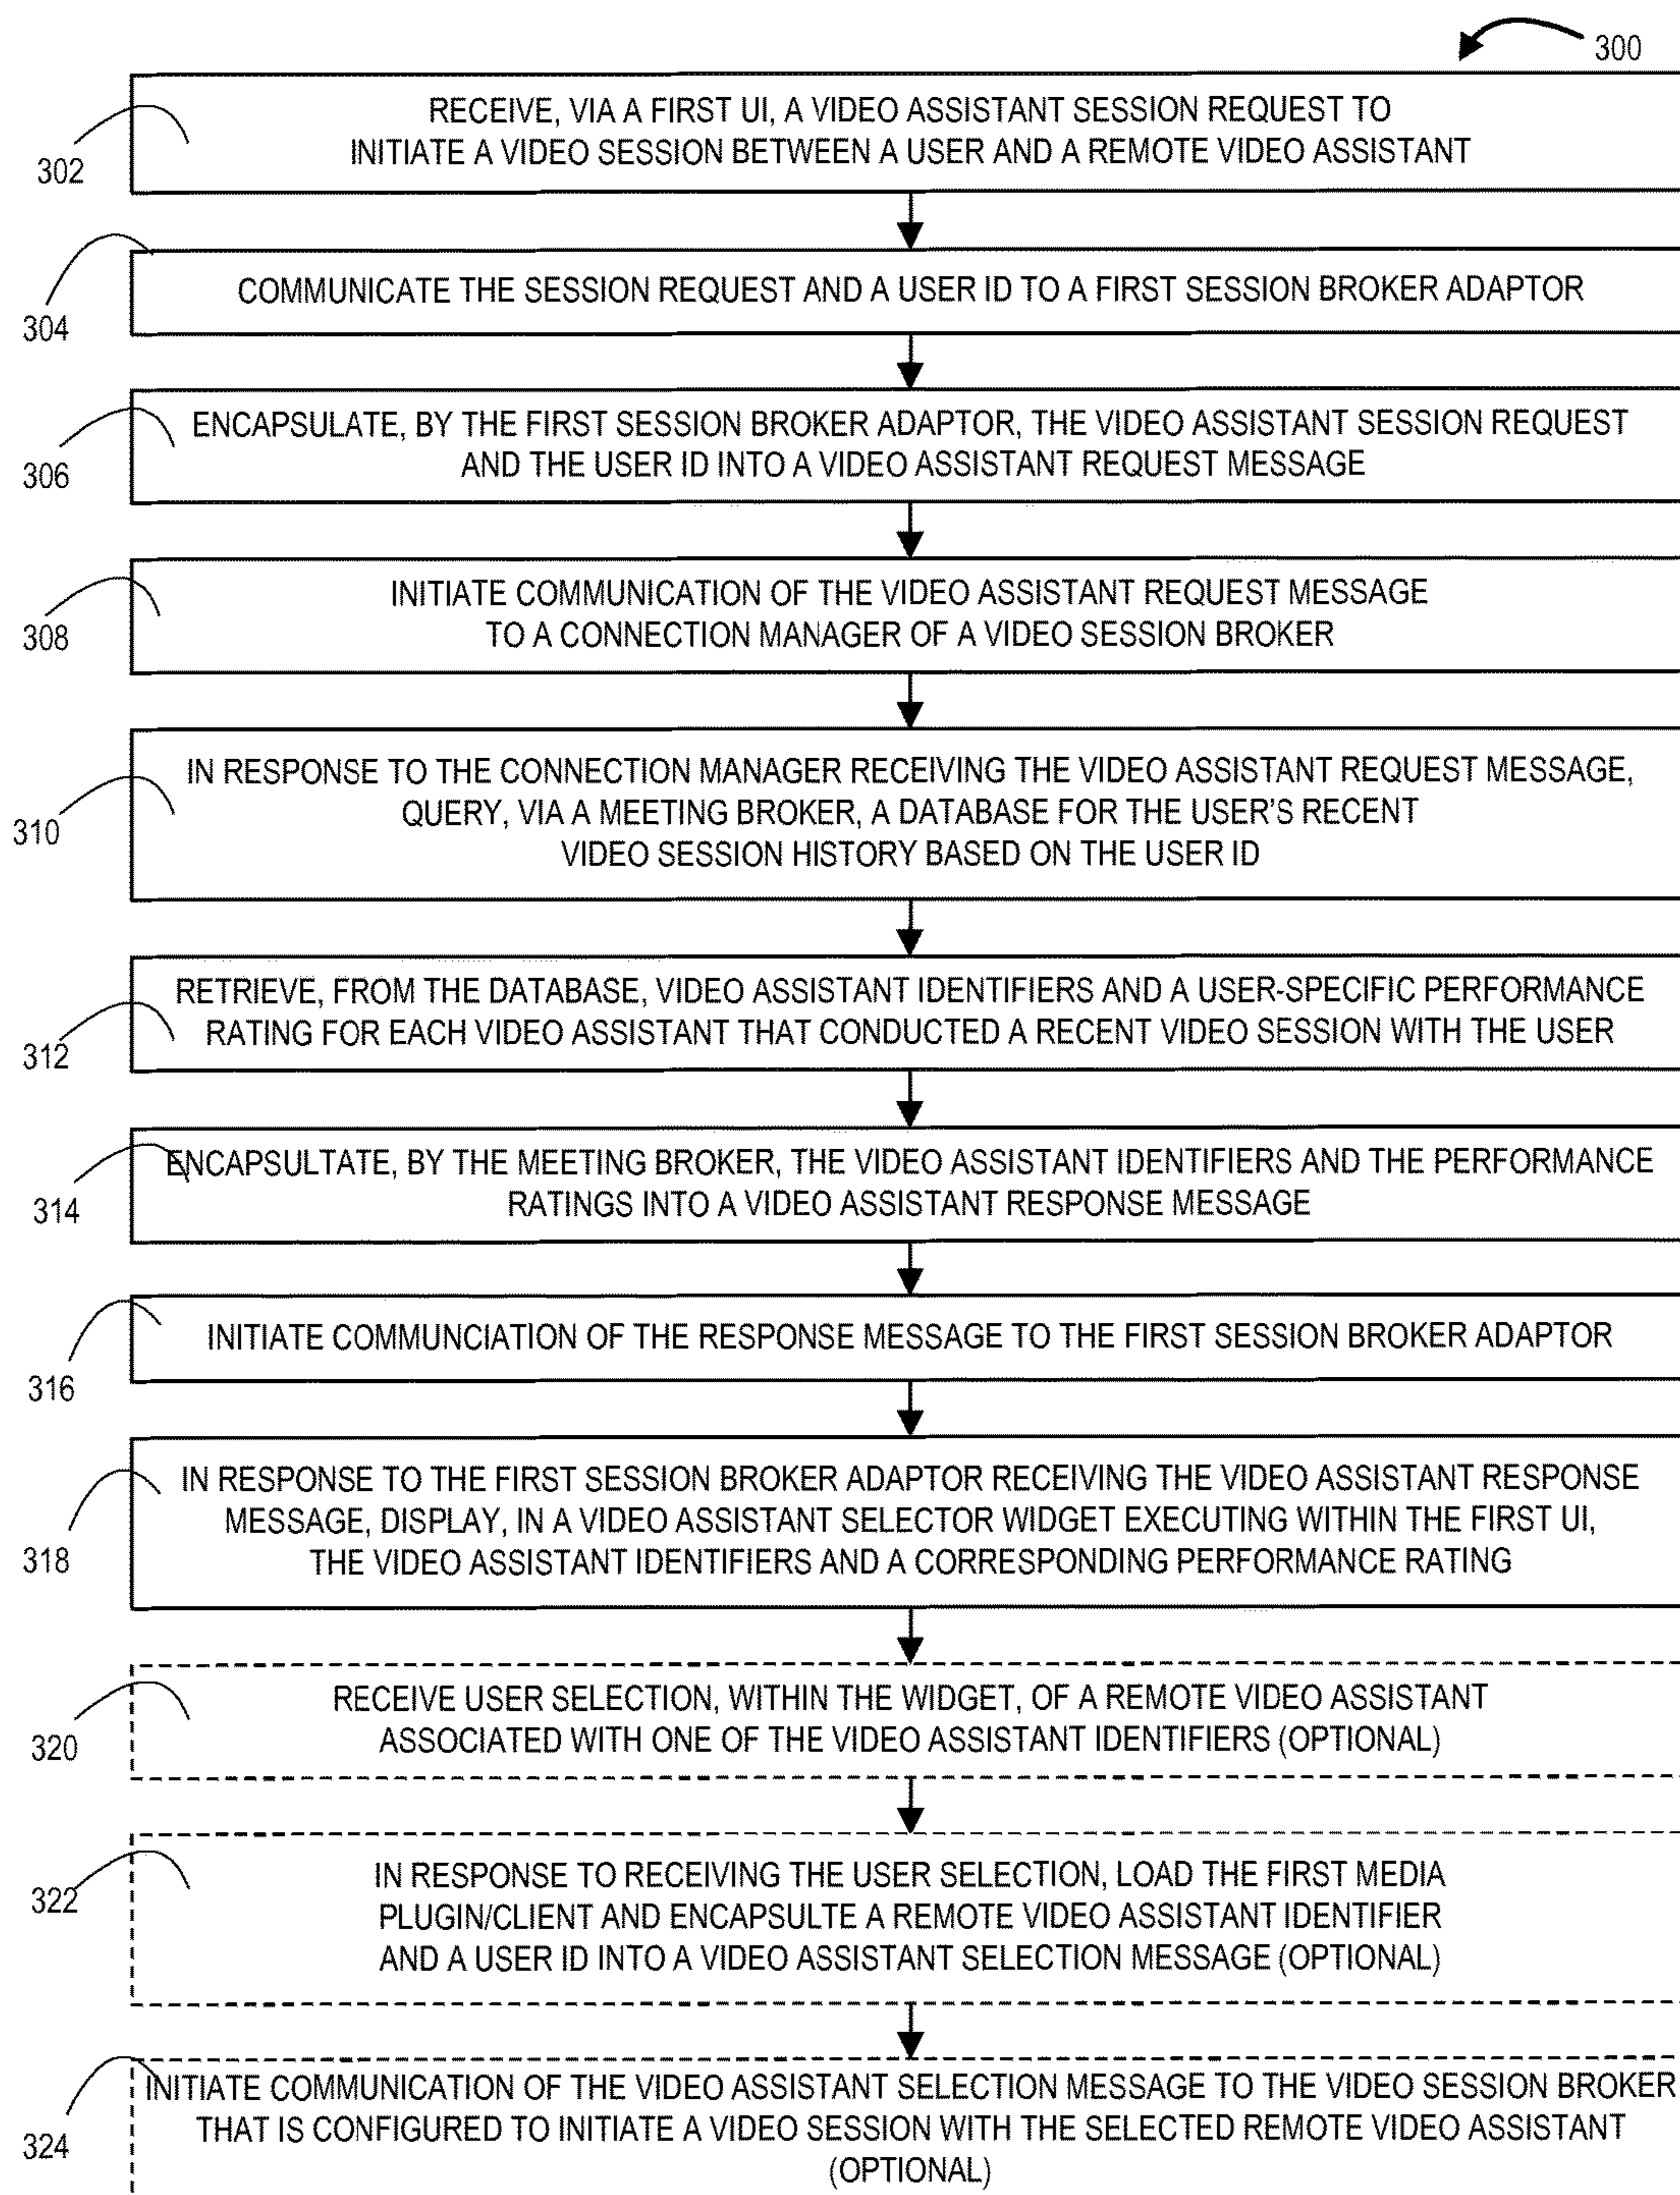 300
RECEIVE, VIA A FIRST UI, A VIDEO ASSISTANT SESSION REQUEST TO
INITIATE A VIDEO SESSION BETWEEN A USER AND A REMOTE VIDEO ASSISTANT
302
COMMUNICATE THE SESSION REQUEST AND A USER ID TO A FIRST SESSION BROKER ADAPTOR
304
ENCAPSULATE, BY THE FIRST SESSION BROKER ADAPTOR, THE VIDEO ASSISTANT SESSION REQUEST
AND THE USER ID INTO A VIDEO ASSISTANT REQUEST MESSAGE
306
INITIATE COMMUNICATION OF THE VIDEO ASSISTANT REQUEST MESSAGE
TO A CONNECTION MANAGER OF A VIDEO SESSION BROKER
308
IN RESPONSE TO THE CONNECTION MANAGER RECEIVING THE VIDEO ASSISTANT REQUEST MESSAGE,
QUERY, VIA A MEETING BROKER, A DATABASE FOR THE USER'S RECENT
VIDEO SESSION HISTORY BASED ON THE USER ID
310
RETRIEVE, FROM THE DATABASE, VIDEO ASSISTANT IDENTIFIERS AND A USER-SPECIFIC PERFORMANCE
RATING FOR EACH VIDEO ASSISTANT THAT CONDUCTED A RECENT VIDEO SESSION WITH THE USER
312
ENCAPSULTATE, BY THE MEETING BROKER, THE VIDEO ASSISTANT IDENTIFIERS AND THE PERFORMANCE
RATINGS INTO A VIDEO ASSISTANT RESPONSE MESSAGE
314
INITIATE COMMUNCIATION OF THE RESPONSE MESSAGE TO THE FIRST SESSION BROKER ADAPTOR
316
IN RESPONSE TO THE FIRST SESSION BROKER ADAPTOR RECEIVING THE VIDEO ASSISTANT RESPONSE
MESSAGE, DISPLAY, IN A VIDEO ASSISTANT SELECTOR WIDGET EXECUTING WITHIN THE FIRST UI,
THE VIDEO ASSISTANT IDENTIFIERS AND A CORRESPONDING PERFORMANCE RATING
318
RECEIVE USER SELECTION, WITHIN THE WIDGET, OF A REMOTE VIDEO ASSISTANT
ASSOCIATED WITH ONE OF THE VIDEO ASSISTANT IDENTIFIERS (OPTIONAL)
320
IN RESPONSE TO RECEIVING THE USER SELECTION, LOAD THE FIRST MEDIA
PLUGIN/CLIENT AND ENCAPSULTE A REMOTE VIDEO ASSISTANT IDENTIFIER
AND A USER ID INTO A VIDEO ASSISTANT SELECTION MESSAGE (OPTIONAL)
322
INITIATE COMMUNICATION OF THE VIDEO ASSISTANT SELECTION MESSAGE TO THE VIDEO SESSION BROKER
THAT IS CONFIGURED TO INITIATE A VIDEO SESSION WITH THE SELECTED REMOTE VIDEO ASSISTANT
(OPTIONAL)
324